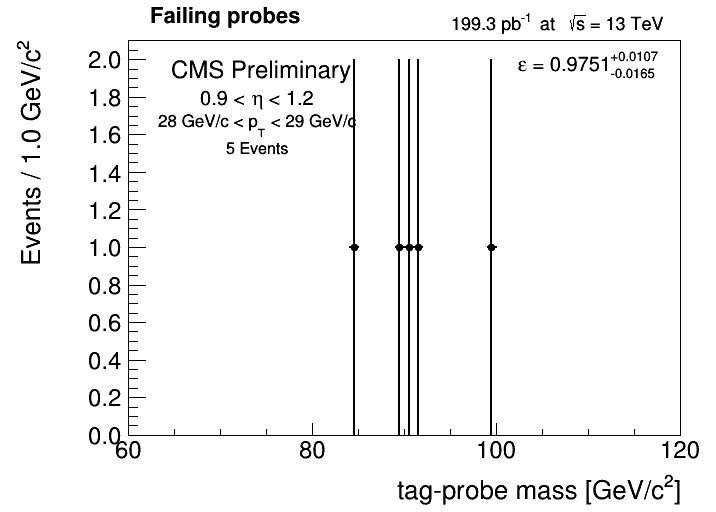 Failing probes
199.3 pb⁻¹ at √s = 13 TeV
CMS Preliminary
ε = 0.9751 +0.0107 -0.0165
0.9 < η < 1.2
28 GeV/c < p_T < 29 GeV/c
5 Events
Events / 1.0 GeV/c²
2.0
1.8
1.6
1.4
1.2
1.0
0.8
0.6
0.4
0.2
0.0
60 80 100 120
tag-probe mass [GeV/c²]